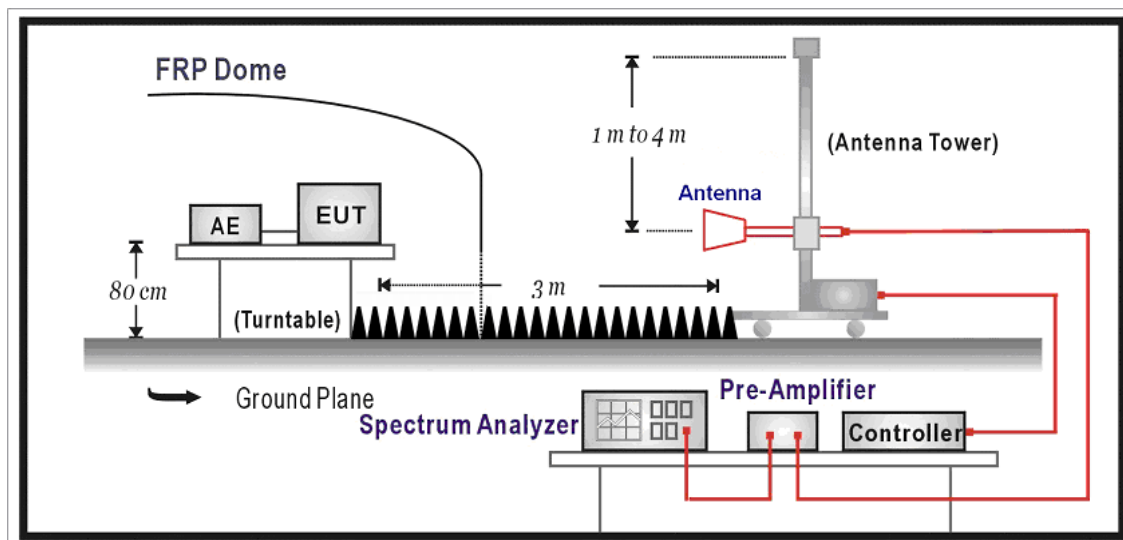 FRP Dome
1 m to 4 m
(Antenna Tower)
Antenna
AE
EUT
80 cm
3 m
(Turntable)
Ground Plane
Pre-Amplifier
Spectrum Analyzer
Controller